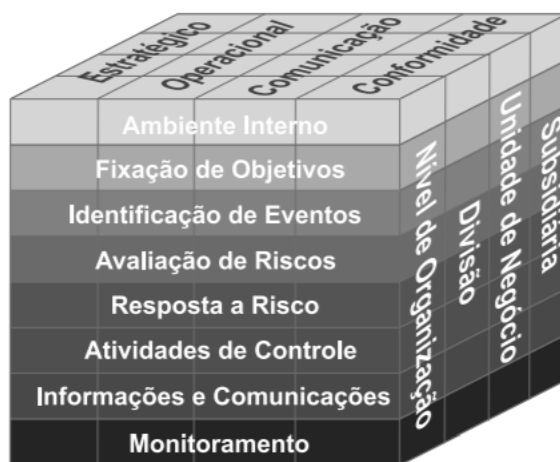 Estratégico
Operacional
Comunicação
Conformidade
Ambiente Interno
Fixação de Objetivos
Identificação de Eventos
Avaliação de Riscos
Resposta a Risco
Atividades de Controle
Informações e Comunicações
Monitoramento
Nível de Organização
Divisão
Unidade de Negócio
Subsidiária